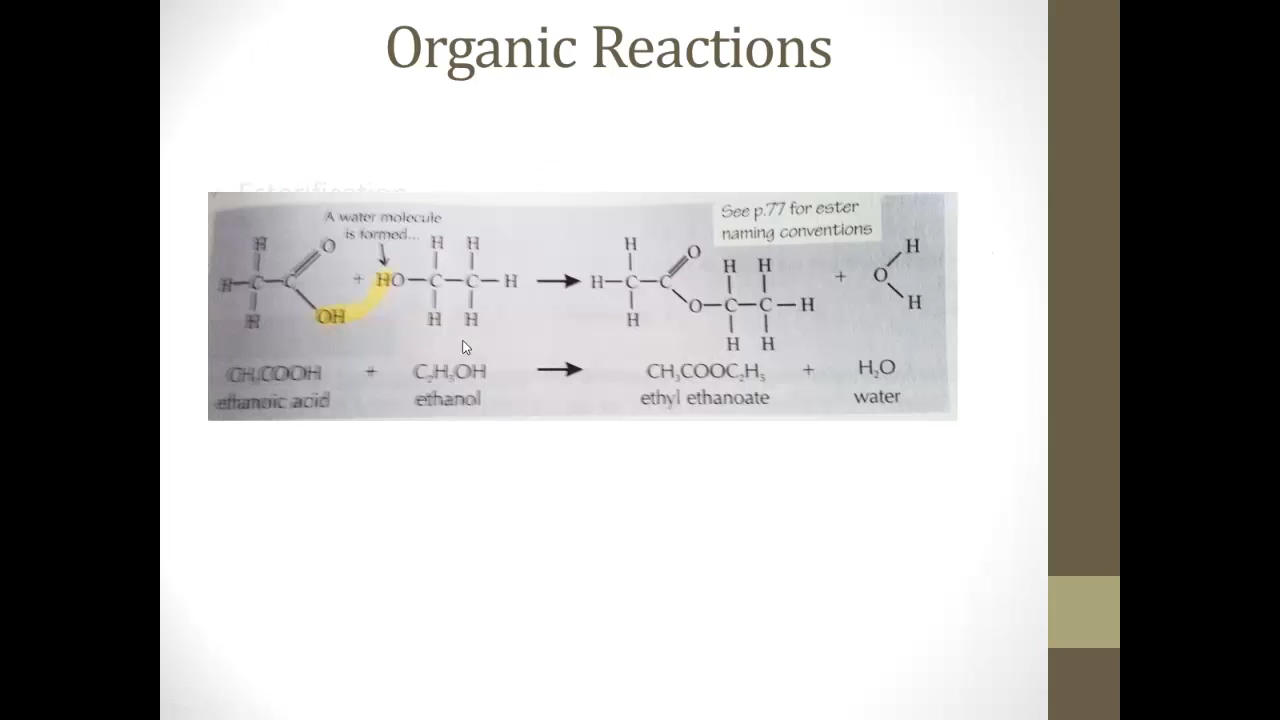 Organic Reactions
Esterification
A water molecule
is formed...
See p.77 for ester
naming conventions
H H H H H H H
O O
H–C–C + HO–C–C–H → H–C–C O–C–C–H + O
OH
H H H H H H H
CH₃COOH + C₂H₅OH → CH₃COOC₂H₅ + H₂O
ethanoic acid ethanol ethyl ethanoate water